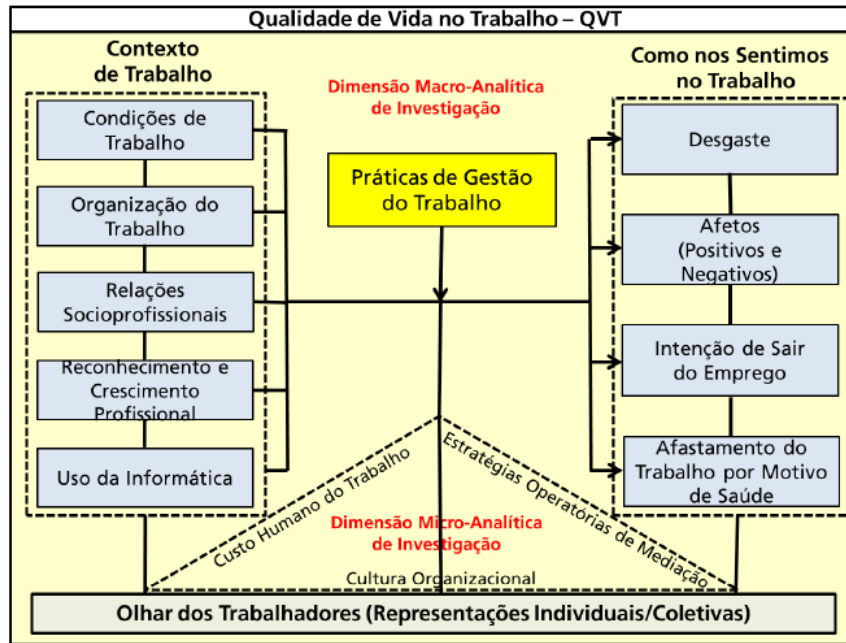 Qualidade de Vida no Trabalho – QVT
Contexto
de Trabalho
Condições de
Trabalho
Organização do
Trabalho
Relações
Socioprofissionais
Reconhecimento e
Crescimento
Profissional
Uso da Informática
Dimensão Macro-Analítica
de Investigação
Práticas de Gestão
do Trabalho
Como nos Sentimos
no Trabalho
Desgaste
Afetos
(Positivos e
Negativos)
Intenção de Sair
do Emprego
Afastamento do
Trabalho por Motivo
de Saúde
Custo Humano do Trabalho
Estratégias Operatórias de Mediação
Dimensão Micro-Analítica
de Investigação
Cultura Organizacional
Olhar dos Trabalhadores (Representações Individuais/Coletivas)